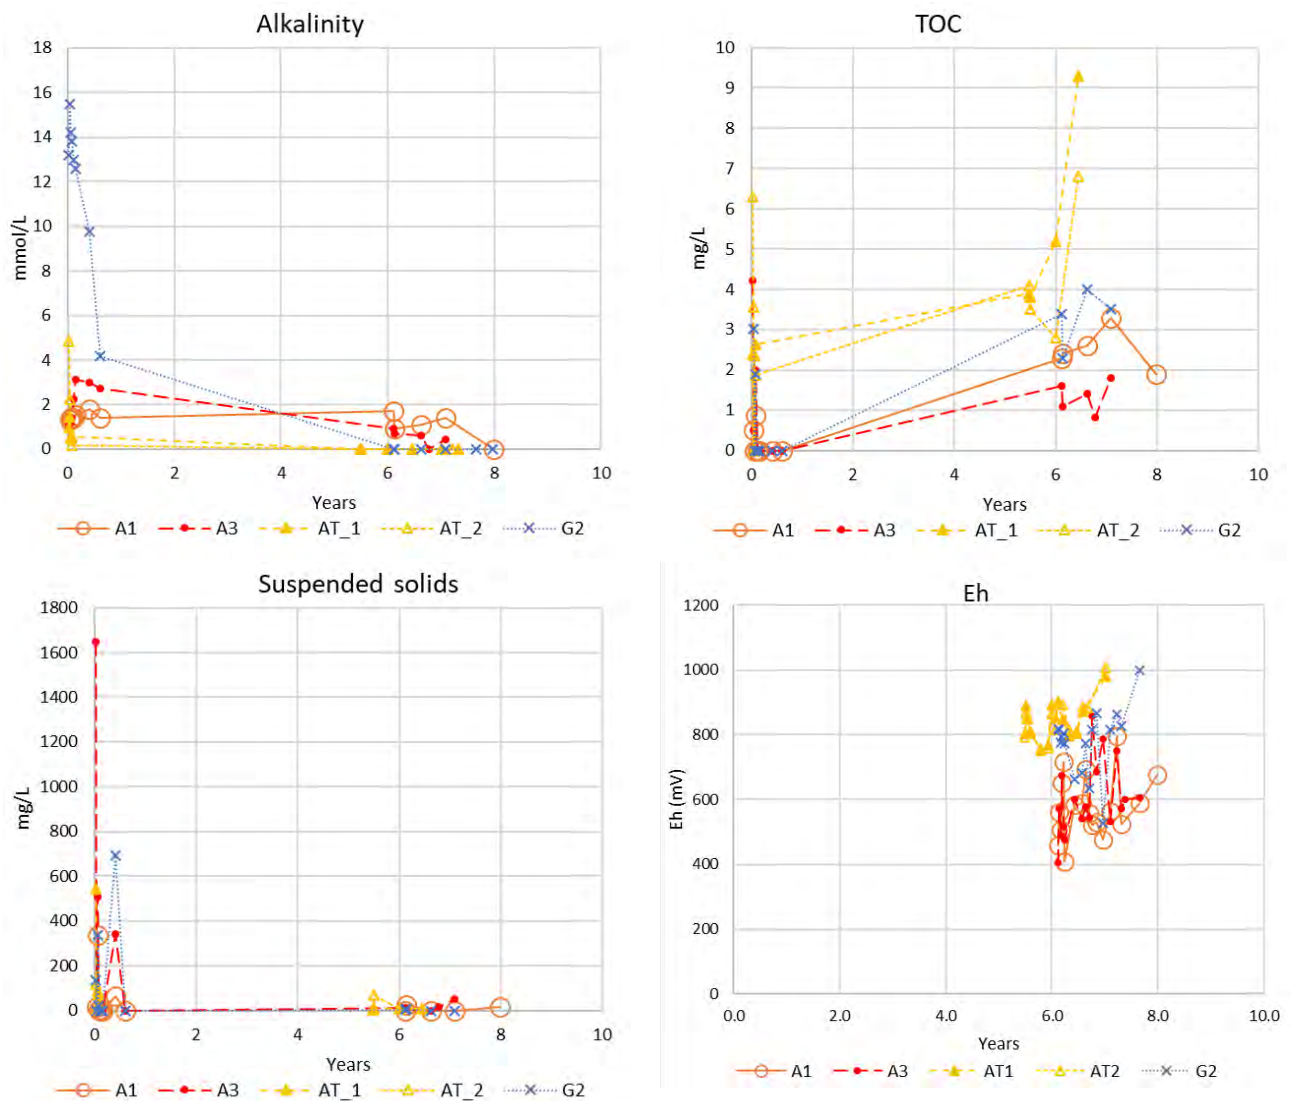 Alkalinity
18
16
14
12
10
8
6
4
2
0
mmol/L
0 2 4 6 8 10
Years
A1 A3 AT_1 AT_2 G2
TOC
10
9
8
7
6
5
4
3
2
1
0
mg/L
0 2 4 6 8 10
Years
A1 A3 AT_1 AT_2 G2
Suspended solids
1800
1600
1400
1200
1000
800
600
400
200
0
mg/L
0 2 4 6 8 10
Years
A1 A3 AT_1 AT_2 G2
Eh
1200
1000
800
600
400
200
0
Eh (mV)
0.0 2.0 4.0 6.0 8.0 10.0
Years
A1 A3 AT1 AT2 G2